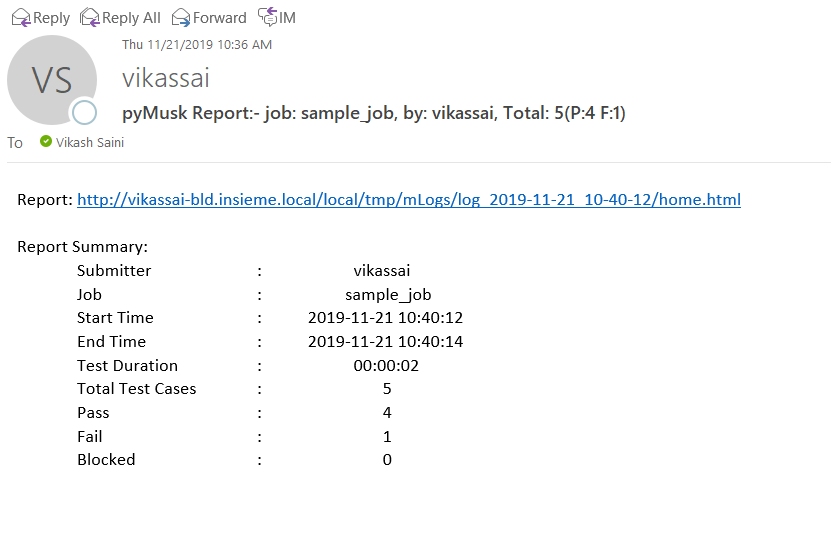 Reply Reply All Forward IM
Thu 11/21/2019 10:36 AM
VS
vikassai
pyMusk Report:- job: sample_job, by: vikassai, Total: 5(P:4 F:1)
To Vikash Saini
Report: http://vikassai-bld.insieme.local/local/tmp/mLogs/log_2019-11-21_10-40-12/home.html
Report Summary:
Submitter : vikassai
Job : sample_job
Start Time : 2019-11-21 10:40:12
End Time : 2019-11-21 10:40:14
Test Duration : 00:00:02
Total Test Cases : 5
Pass : 4
Fail : 1
Blocked : 0